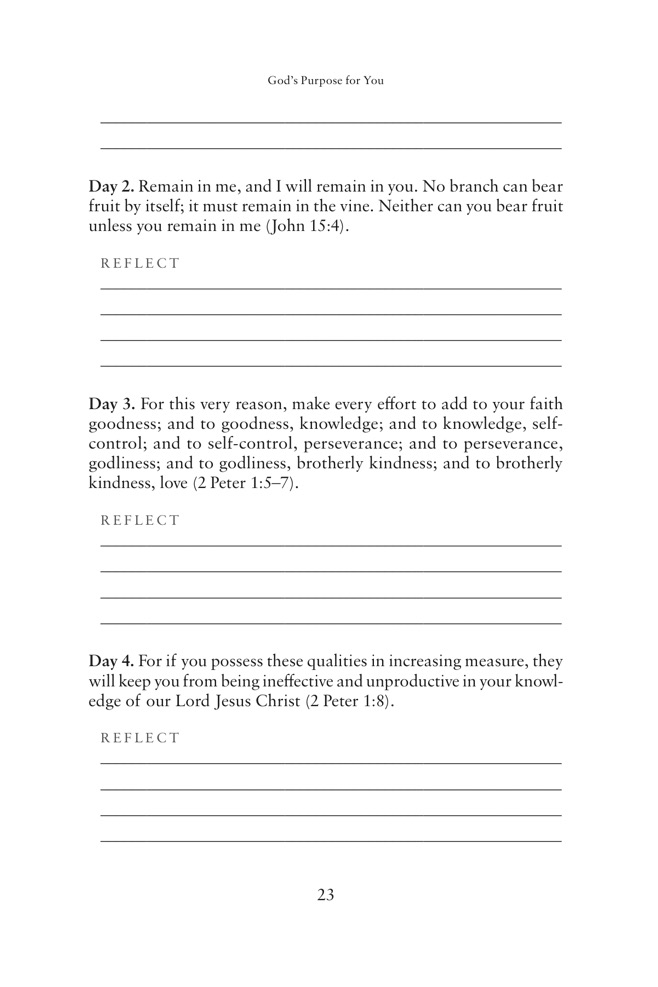 God’s Purpose for You
Day 2. Remain in me, and I will remain in you. No branch can bear
fruit by itself; it must remain in the vine. Neither can you bear fruit
unless you remain in me (John 15:4).
REFLECT
Day 3. For this very reason, make every effort to add to your faith
goodness; and to goodness, knowledge; and to knowledge, self-
control; and to self-control, perseverance; and to perseverance,
godliness; and to godliness, brotherly kindness; and to brotherly
kindness, love (2 Peter 1:5–7).
REFLECT
Day 4. For if you possess these qualities in increasing measure, they
will keep you from being ineffective and unproductive in your knowl-
edge of our Lord Jesus Christ (2 Peter 1:8).
REFLECT
23